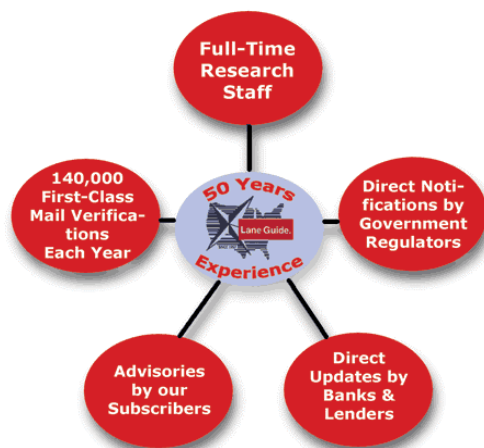 Full-Time
Research
Staff
140,000
First-Class
Mail Verifica-
tions
Each Year
50 Years
Lane Guide.
Experience
Direct Noti-
fications by
Government
Regulators
Advisories
by our
Subscribers
Direct
Updates by
Banks &
Lenders